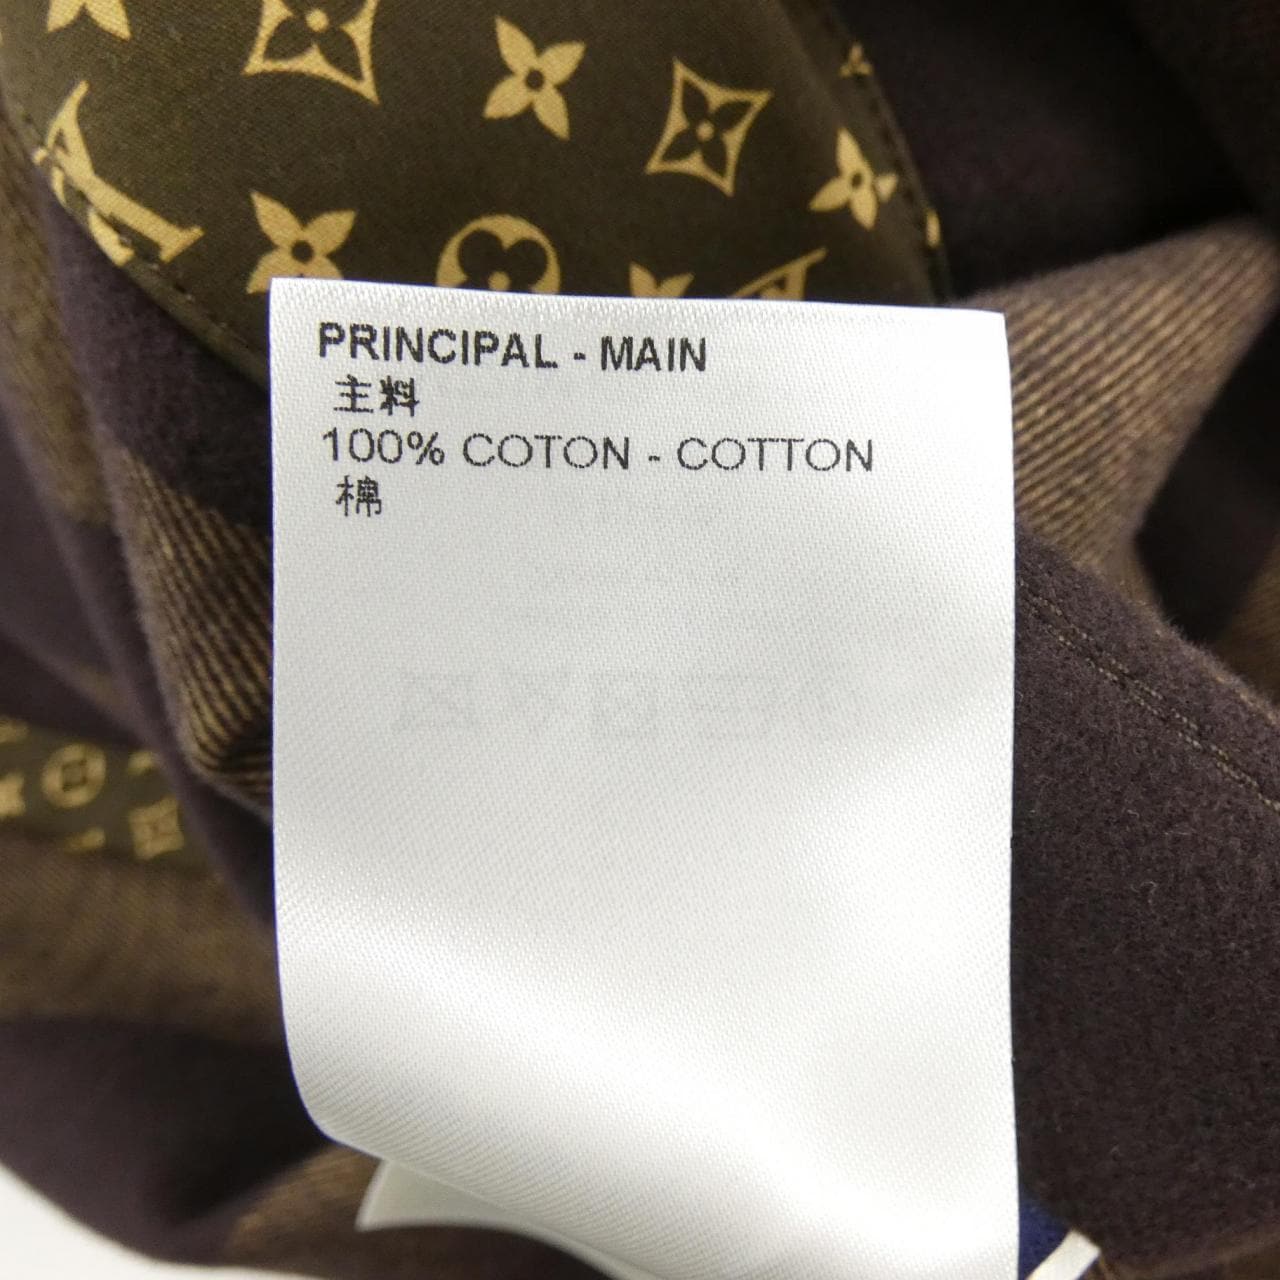 PRINCIPAL - MAIN
主料
100% COTON - COTTON
棉